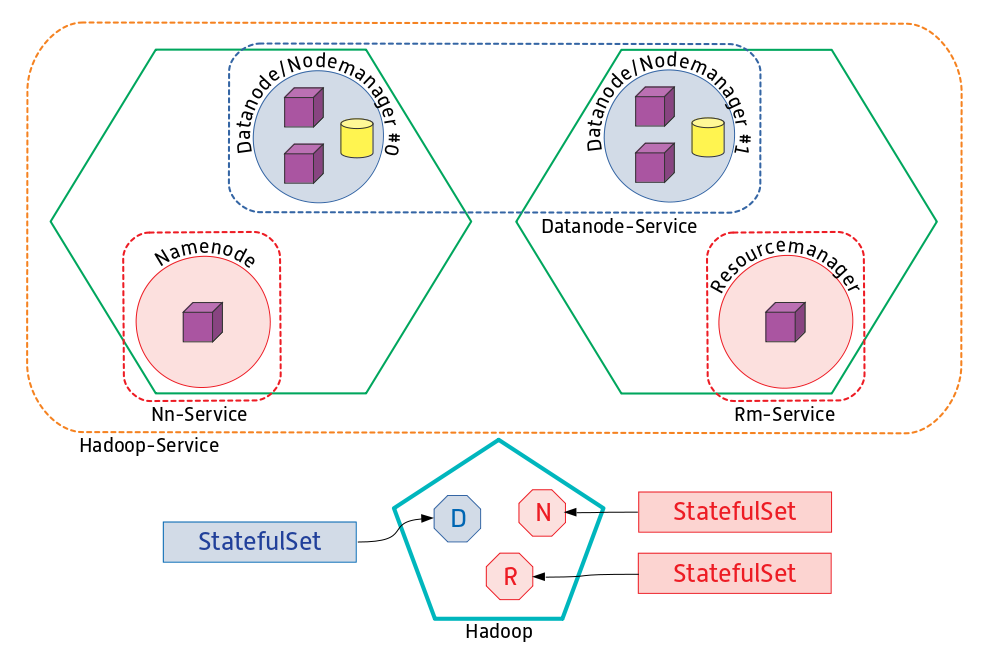 Datanode/Nodemanager #0
Datanode/Nodemanager #1
Datanode-Service
Namenode
Resourcemanager
Nn-Service
Rm-Service
Hadoop-Service
StatefulSet
D
N
StatefulSet
R
StatefulSet
Hadoop